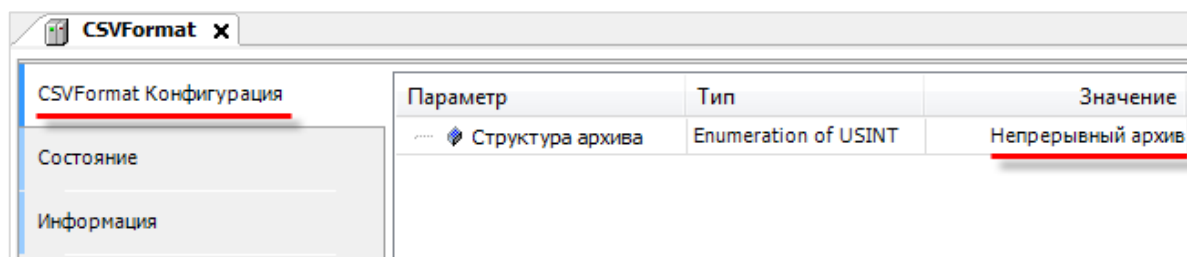 CSVFormat x
CSVFormat Конфигурация
Параметр Тип Значение
Структура архива Enumeration of USINT Непрерывный архив
Состояние
Информация